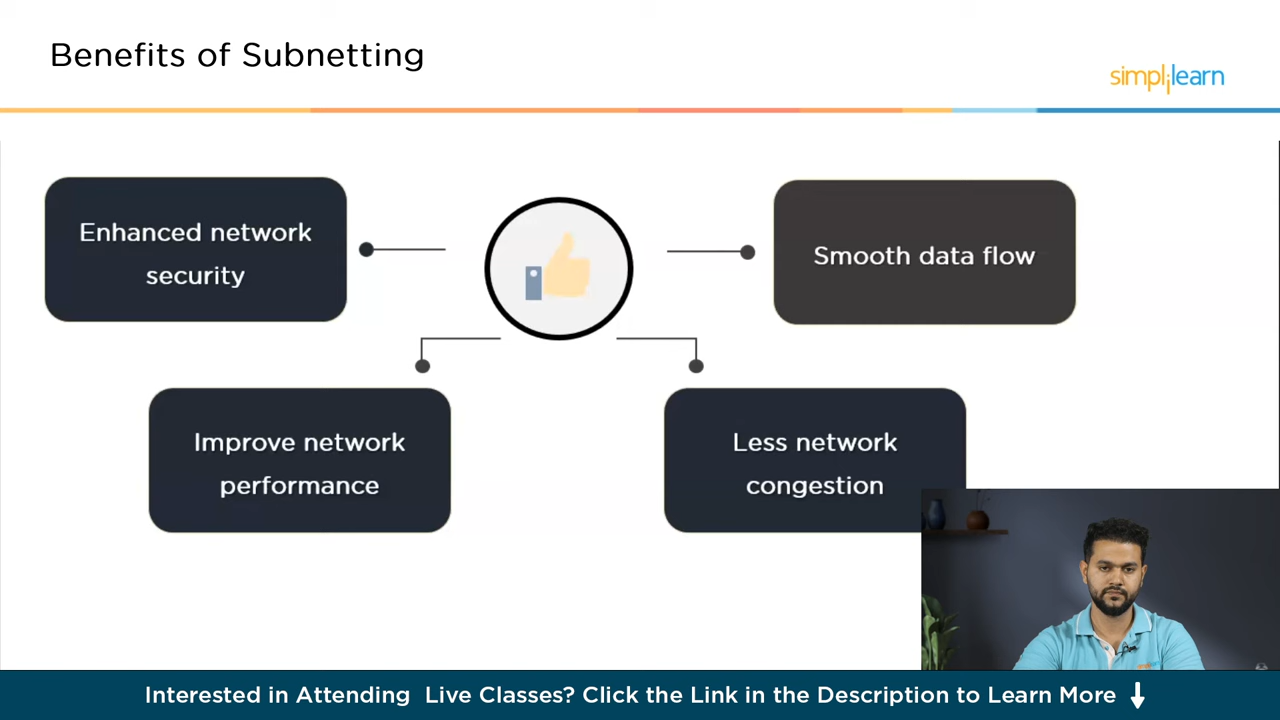 Benefits of Subnetting
simplilearn
Enhanced network
security
Smooth data flow
Improve network
performance
Less network
congestion
Interested in Attending Live Classes? Click the Link in the Description to Learn More